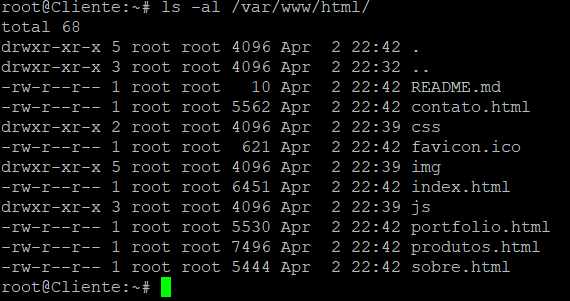 root@Cliente:~# ls -al /var/www/html/
total 68
drwxr-xr-x 5 root root 4096 Apr  2 22:42 .
drwxr-xr-x 3 root root 4096 Apr  2 22:32 ..
-rw-r--r-- 1 root root   10 Apr  2 22:42 README.md
-rw-r--r-- 1 root root 5562 Apr  2 22:42 contato.html
drwxr-xr-x 2 root root 4096 Apr  2 22:39 css
-rw-r--r-- 1 root root  621 Apr  2 22:42 favicon.ico
drwxr-xr-x 5 root root 4096 Apr  2 22:39 img
-rw-r--r-- 1 root root 6451 Apr  2 22:42 index.html
drwxr-xr-x 3 root root 4096 Apr  2 22:39 js
-rw-r--r-- 1 root root 5530 Apr  2 22:42 portfolio.html
-rw-r--r-- 1 root root 7496 Apr  2 22:42 produtos.html
-rw-r--r-- 1 root root 5444 Apr  2 22:42 sobre.html
root@Cliente:~#